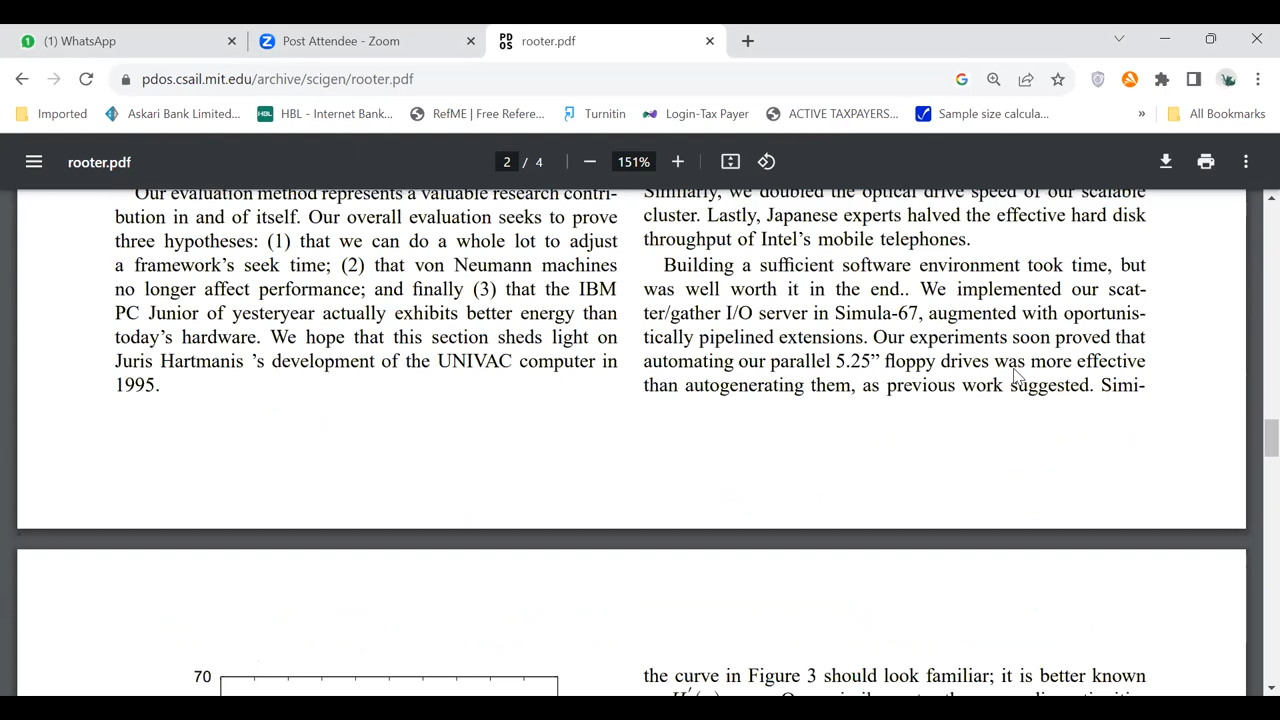 (1) WhatsApp
Post Attendee - Zoom
PD OS rooter.pdf
pdos.csail.mit.edu/archive/scigen/rooter.pdf
Imported
Askari Bank Limited...
HBL HBL - Internet Bank...
RefME | Free Refere...
Turnitin
Login-Tax Payer
ACTIVE TAXPAYERS...
Sample size calcula...
»
All Bookmarks
rooter.pdf
2 / 4
151%
Our evaluation method represents a valuable research contri-
bution in and of itself. Our overall evaluation seeks to prove
three hypotheses: (1) that we can do a whole lot to adjust
a framework's seek time; (2) that von Neumann machines
no longer affect performance; and finally (3) that the IBM
PC Junior of yesteryear actually exhibits better energy than
today's hardware. We hope that this section sheds light on
Juris Hartmanis 's development of the UNIVAC computer in
1995.
Similarly, we doubled the optical drive speed of our scalable
cluster. Lastly, Japanese experts halved the effective hard disk
throughput of Intel's mobile telephones.
Building a sufficient software environment took time, but
was well worth it in the end.. We implemented our scat-
ter/gather I/O server in Simula-67, augmented with oportunis-
tically pipelined extensions. Our experiments soon proved that
automating our parallel 5.25” floppy drives was more effective
than autogenerating them, as previous work suggested. Simi-
70
the curve in Figure 3 should look familiar; it is better known